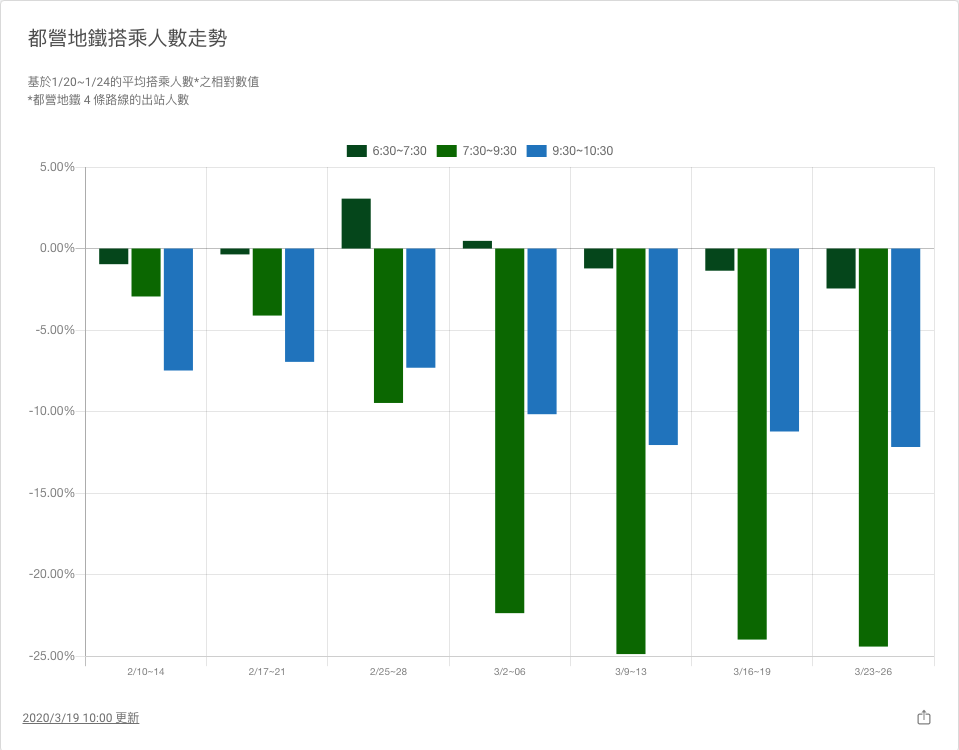 都營地鐵搭乘人數走勢
基於1/20~1/24的平均搭乘人數*之相對數值
*都營地鐵 4 條路線的出站人數
6:30~7:30 7:30~9:30 9:30~10:30
5.00%
0.00%
-5.00%
-10.00%
-15.00%
-20.00%
-25.00%
2/10~14 2/17~21 2/25~28 3/2~06 3/9~13 3/16~19 3/23~26
2020/3/19 10:00 更新